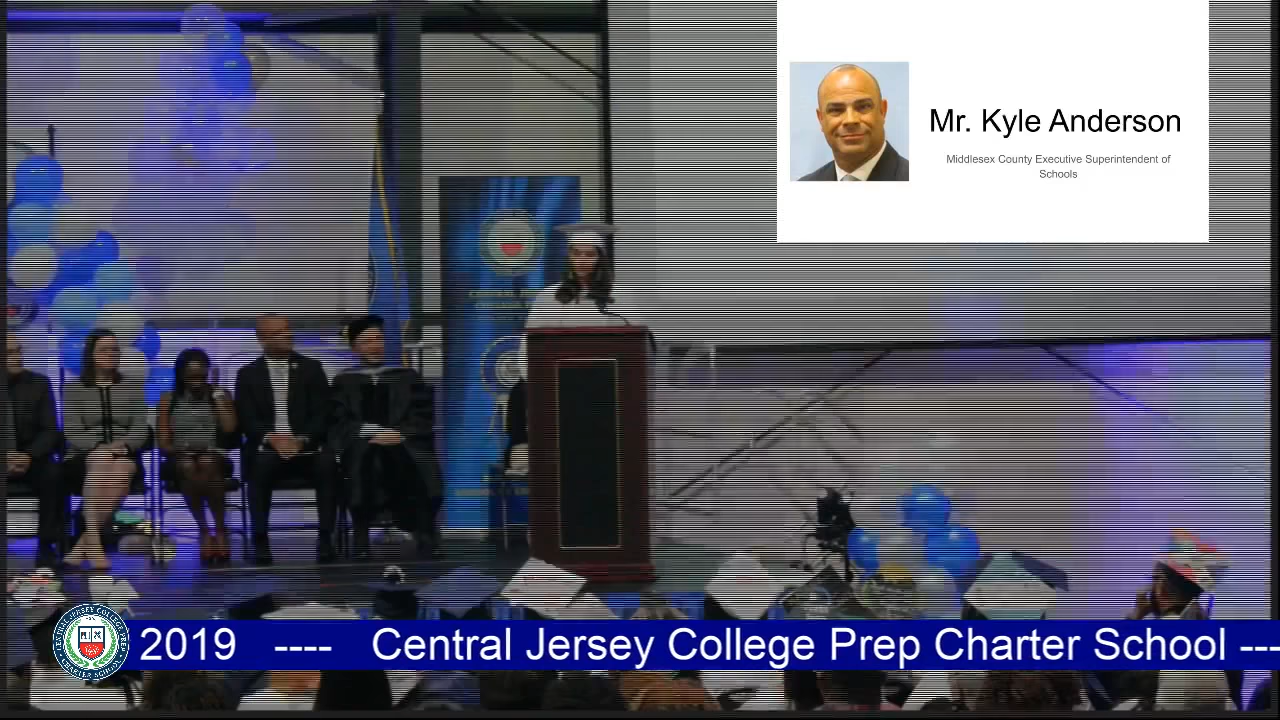 Mr. Kyle Anderson
Middlesex County Executive Superintendent of
Schools
2019 ---- Central Jersey College Prep Charter School ---